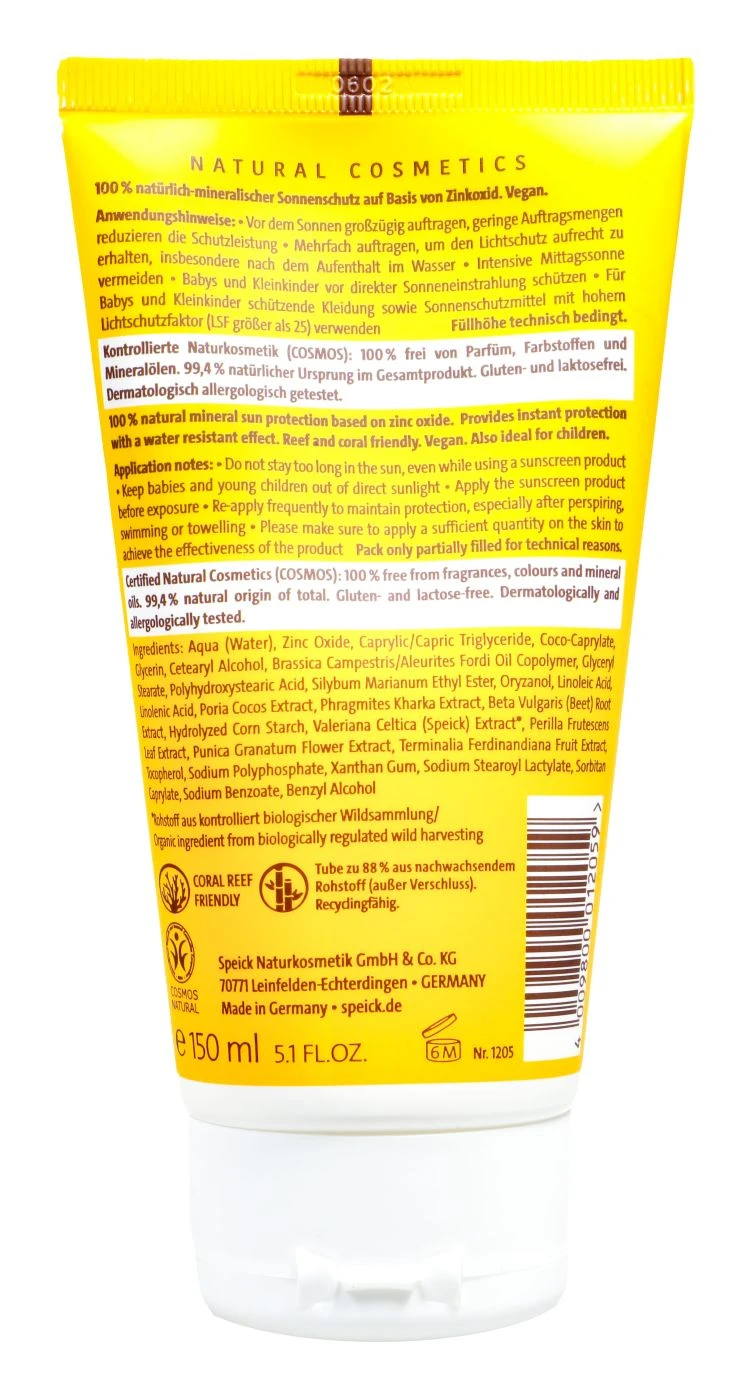 0602
NATURAL COSMETICS
100 % natürlich-mineralischer Sonnenschutz auf Basis von Zinkoxid. Vegan.
Anwendungshinweise: • Vor dem Sonnen großzügig auftragen, geringe Auftragsmengen
reduzieren die Schutzleistung • Mehrfach auftragen, um den Lichtschutz aufrecht zu
erhalten, insbesondere nach dem Aufenthalt im Wasser • Intensive Mittagssonne
vermeiden • Babys und Kleinkinder vor direkter Sonneneinstrahlung schützen • Für
Babys und Kleinkinder schützende Kleidung sowie Sonnenschutzmittel mit hohem
Lichtschutzfaktor (LSF größer als 25) verwenden Füllhöhe technisch bedingt.
Kontrollierte Naturkosmetik (COSMOS): 100 % frei von Parfüm, Farbstoffen und
Mineralölen. 99,4 % natürlicher Ursprung im Gesamtprodukt. Gluten- und laktosefrei.
Dermatologisch allergologisch getestet.
100 % natural mineral sun protection based on zinc oxide. Provides instant protection
with a water resistant effect. Reef and coral friendly. Vegan. Also ideal for children.
Application notes: • Do not stay too long in the sun, even while using a sunscreen product
• Keep babies and young children out of direct sunlight • Apply the sunscreen product
before exposure • Re-apply frequently to maintain protection, especially after perspiring,
swimming or towelling • Please make sure to apply a sufficient quantity on the skin to
achieve the effectiveness of the product Pack only partially filled for technical reasons.
Certified Natural Cosmetics (COSMOS): 100 % free from fragrances, colours and mineral
oils. 99,4 % natural origin of total. Gluten- and lactose-free. Dermatologically and
allergologically tested.
Ingredients: Aqua (Water), Zinc Oxide, Caprylic/Capric Triglyceride, Coco-Caprylate,
Glycerin, Cetearyl Alcohol, Brassica Campestris/Aleurites Fordi Oil Copolymer, Glyceryl
Stearate, Polyhydroxystearic Acid, Silybum Marianum Ethyl Ester, Oryzanol, Linoleic Acid,
Linolenic Acid, Poria Cocos Extract, Phragmites Kharka Extract, Beta Vulgaris (Beet) Root
Extract, Hydrolyzed Corn Starch, Valeriana Celtica (Speick) Extract*, Perilla Frutescens
Leaf Extract, Punica Granatum Flower Extract, Terminalia Ferdinandiana Fruit Extract,
Tocopherol, Sodium Polyphosphate, Xanthan Gum, Sodium Stearoyl Lactylate, Sorbitan
Caprylate, Sodium Benzoate, Benzyl Alcohol
*Rohstoff aus kontrolliert biologischer Wildsammlung/
Organic ingredient from biologically regulated wild harvesting
CORAL REEF
FRIENDLY
Tube zu 88 % aus nachwachsendem
Rohstoff (außer Verschluss).
Recyclingfähig.
COSMOS
NATURAL
Speick Naturkosmetik GmbH & Co. KG
70771 Leinfelden-Echterdingen • GERMANY
Made in Germany • speick.de
e 150 ml 5.1 FL.OZ.
6 M
Nr. 1205
4 009800 012059 >